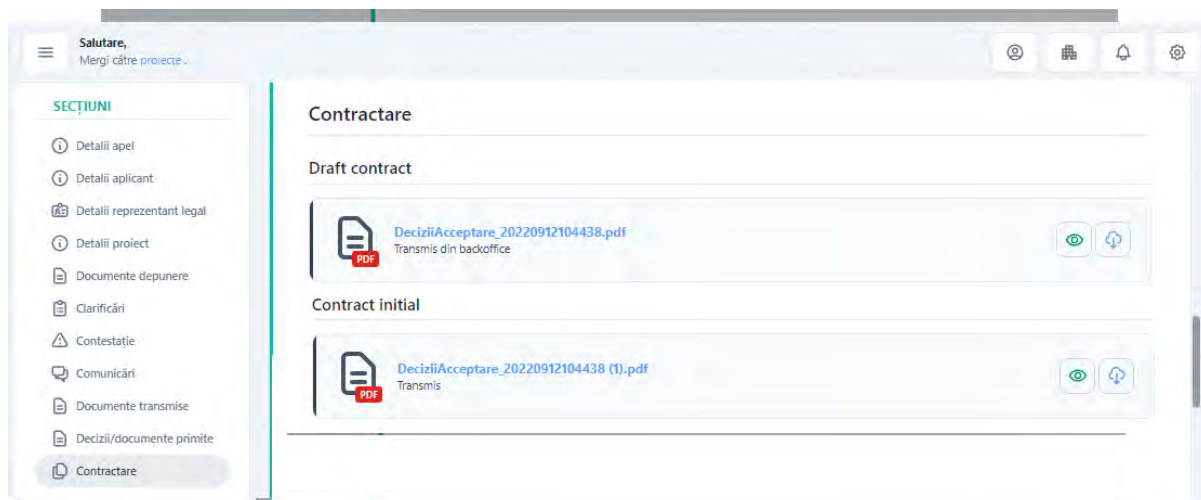 Salutare,
Mergi către proiecte .
SECȚIUNI
Detalii apel
Detalii aplicant
Detalii reprezentant legal
Detalii proiect
Documente depunere
Clarificări
Contestație
Comunicări
Documente transmise
Decizii/documente primite
Contractare
Contractare
Draft contract
PDF
DeciziiAcceptare_20220912104438.pdf
Transmis din backoffice
Contract initial
PDF
DeciziiAcceptare_20220912104438 (1).pdf
Transmis